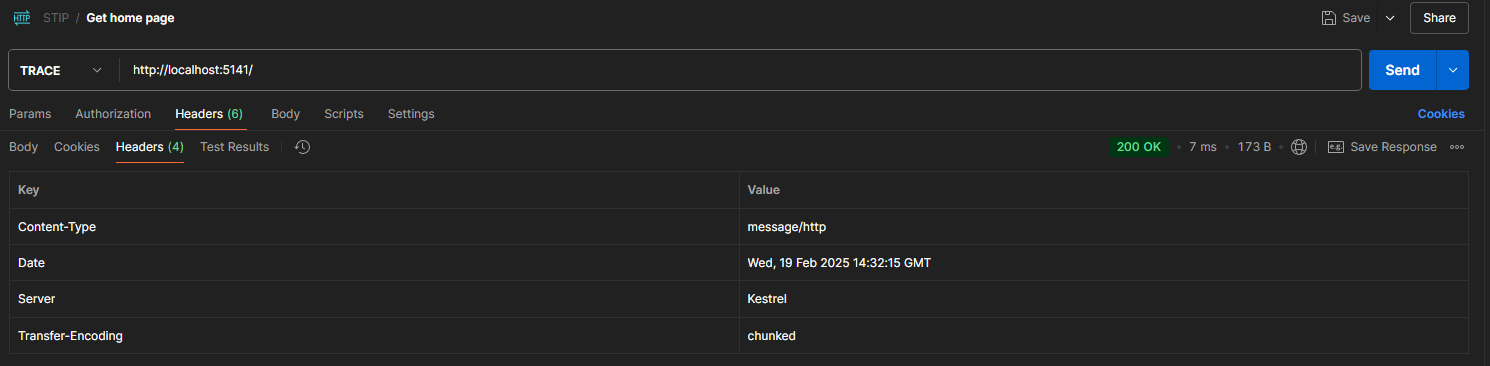 HTTP STIP / Get home page Save Share
TRACE http://localhost:5141/ Send
Params Authorization Headers (6) Body Scripts Settings Cookies
Body Cookies Headers (4) Test Results 200 OK • 7 ms • 173 B • e.g. Save Response
Key Value
Content-Type message/http
Date Wed, 19 Feb 2025 14:32:15 GMT
Server Kestrel
Transfer-Encoding chunked